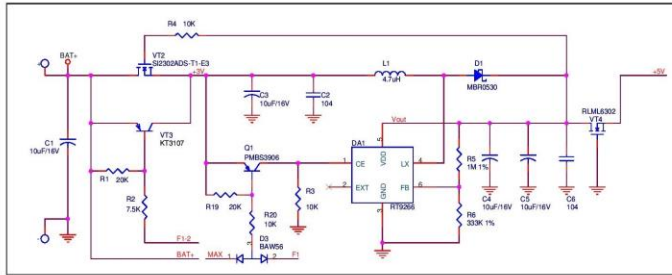 R4 10K
BAT+
VT2
SI2302ADS-T1-E3
+3V
L1
4.7uH
D1
MBR0530
+5V
C3
10uF/16V
C2
104
RLML6302
VT4
C1
10uF/16V
VT3
KT3107
Vout
Q1
PMBS3906
DA1
5
VDD
1
CE
LX
4
2
EXT
FB
6
GND
3
RT9266
R5
1M 1%
R1 20K
R2
7.5K
R19 20K
R3
10K
R20
10K
C4
10uF/16V
C5
10uF/16V
C6
104
R6
333K 1%
F1-2
D3
BAW56
3
BAT+
MAX
1
2
F1